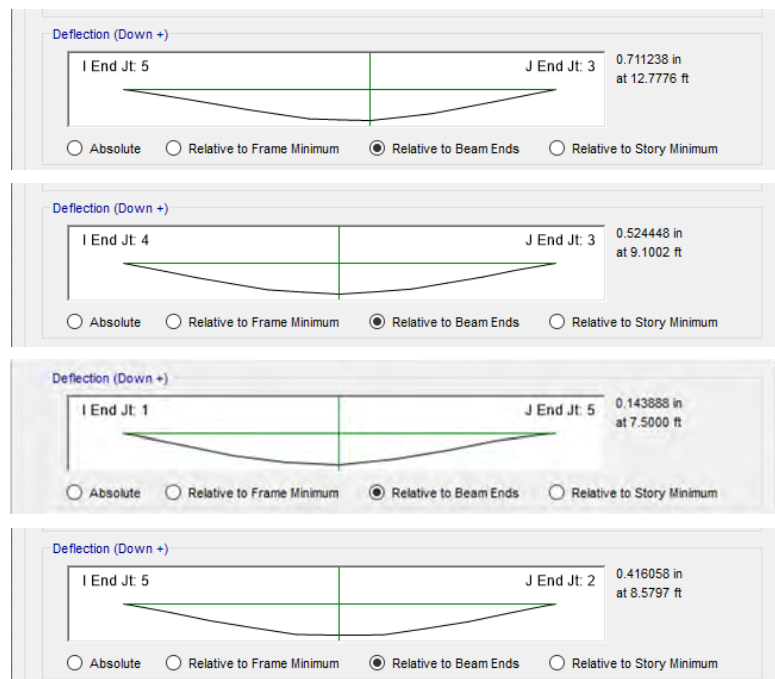 Deflection (Down +)
I End Jt: 5 J End Jt: 3 0.711238 in
at 12.7776 ft
Absolute Relative to Frame Minimum Relative to Beam Ends Relative to Story Minimum
Deflection (Down +)
I End Jt: 4 J End Jt: 3 0.524448 in
at 9.1002 ft
Absolute Relative to Frame Minimum Relative to Beam Ends Relative to Story Minimum
Deflection (Down +)
I End Jt: 1 J End Jt: 5 0.143888 in
at 7.5000 ft
Absolute Relative to Frame Minimum Relative to Beam Ends Relative to Story Minimum
Deflection (Down +)
I End Jt: 5 J End Jt: 2 0.416058 in
at 8.5797 ft
Absolute Relative to Frame Minimum Relative to Beam Ends Relative to Story Minimum